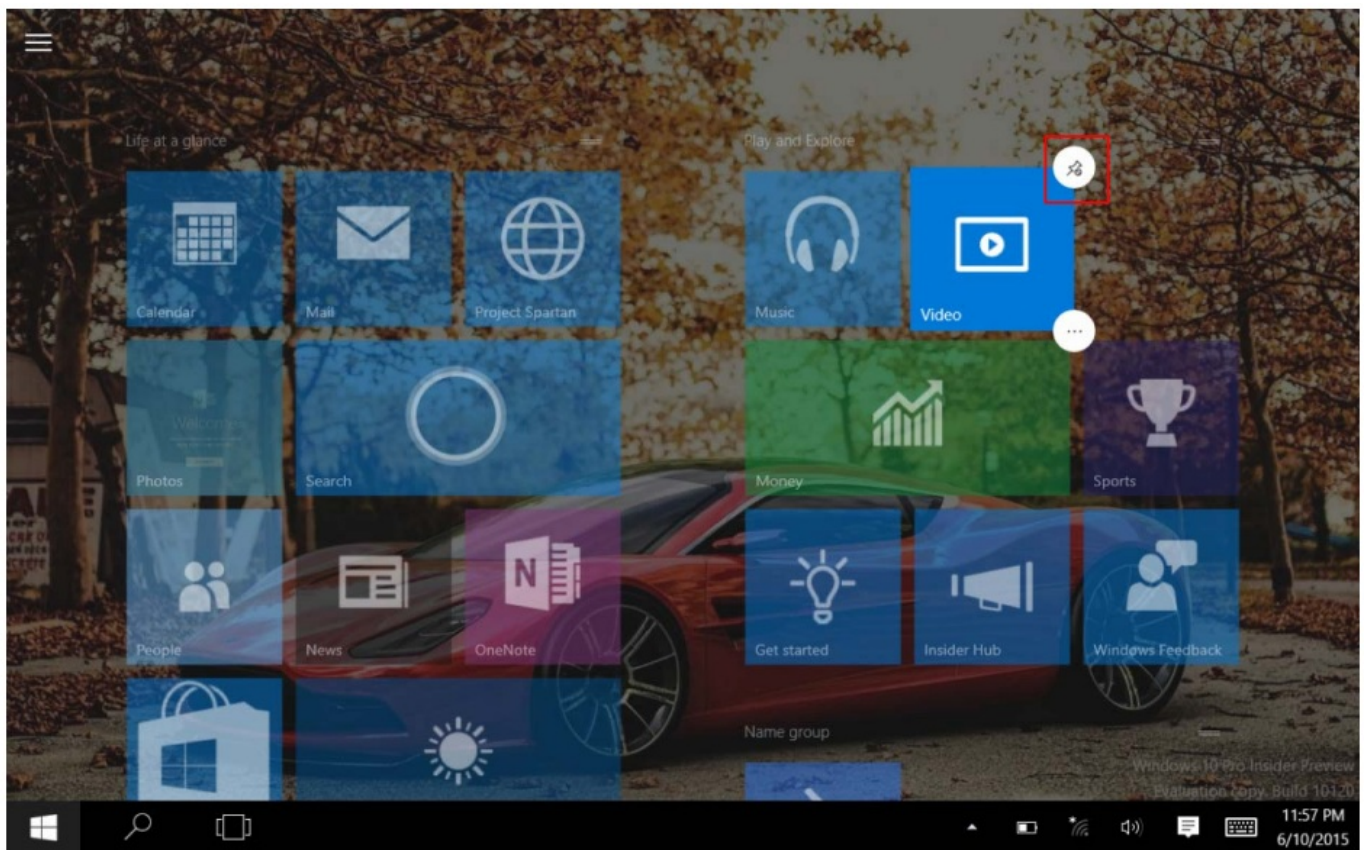 Life at a glance
Play and Explore
Calendar
Mail
Project Spartan
Music
Video
Welcome
Photos
Search
Money
Sports
N
People
News
OneNote
Get started
Insider Hub
Windows Feedback
Name group
Windows 10 Pro Insider Preview
Evaluation copy. Build 10120
11:57 PM
6/10/2015